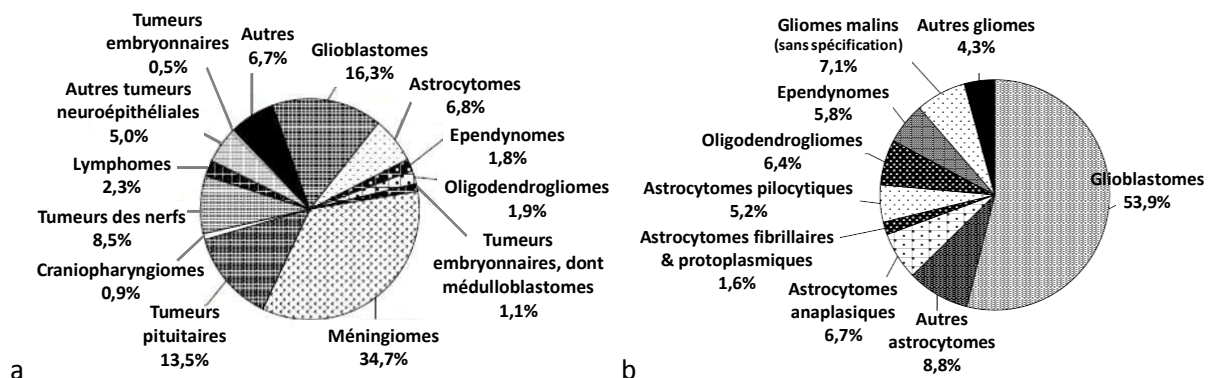 Tumeurs
embryonnaires
0,5%
Autres
6,7%
Glioblastomes
16,3%
Astrocytomes
6,8%
Ependynomes
1,8%
Oligodendrogliomes
1,9%
Tumeurs
embryonnaires, dont
médulloblastomes
1,1%
Méningiomes
34,7%
Tumeurs
pituitaires
13,5%
Craniopharyngiomes
0,9%
Tumeurs des nerfs
8,5%
Lymphomes
2,3%
Autres tumeurs
neuroépithéliales
5,0%
a
Gliomes malins
(sans spécification)
7,1%
Autres gliomes
4,3%
Ependynomes
5,8%
Oligodendrogliomes
6,4%
Astrocytomes pilocytiques
5,2%
Astrocytomes fibrillaires
& protoplasmiques
1,6%
Astrocytomes
anaplasiques
6,7%
Autres
astrocytomes
8,8%
Glioblastomes
53,9%
b